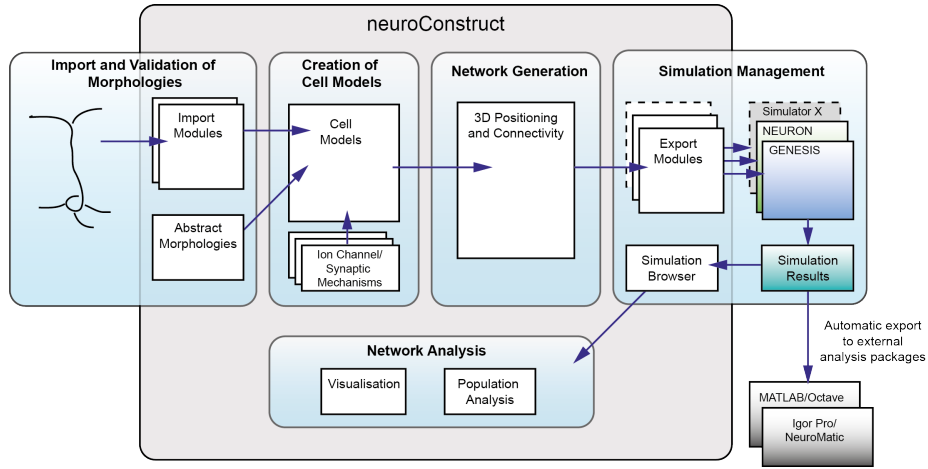 neuroConstruct
Import and Validation of
Morphologies
Import
Modules
Abstract
Morphologies
Creation of
Cell Models
Cell
Models
Ion Channel/
Synaptic
Mechanisms
Network Generation
3D Positioning
and Connectivity
Simulation Management
Export
Modules
Simulator X
NEURON
GENESIS
Simulation
Browser
Simulation
Results
Automatic export
to external
analysis packages
MATLAB/Octave
Igor Pro/
NeuroMatic
Network Analysis
Visualisation
Population
Analysis